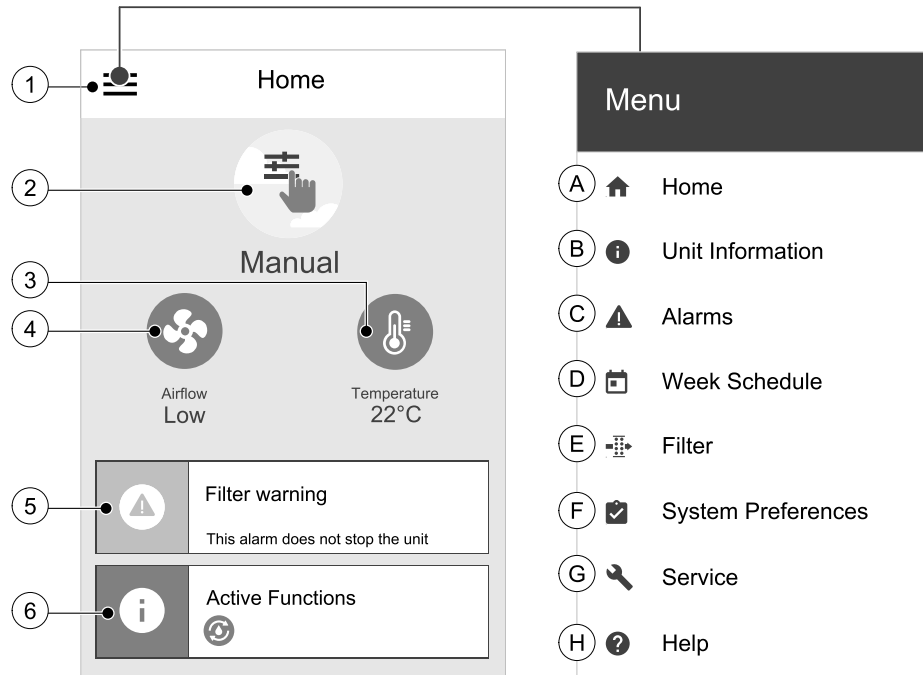 1
Home
2
Manual
3
4
Airflow
Low
Temperature
22°C
5
Filter warning
This alarm does not stop the unit
6
Active Functions
Menu
A Home
B Unit Information
C Alarms
D Week Schedule
E Filter
F System Preferences
G Service
H Help